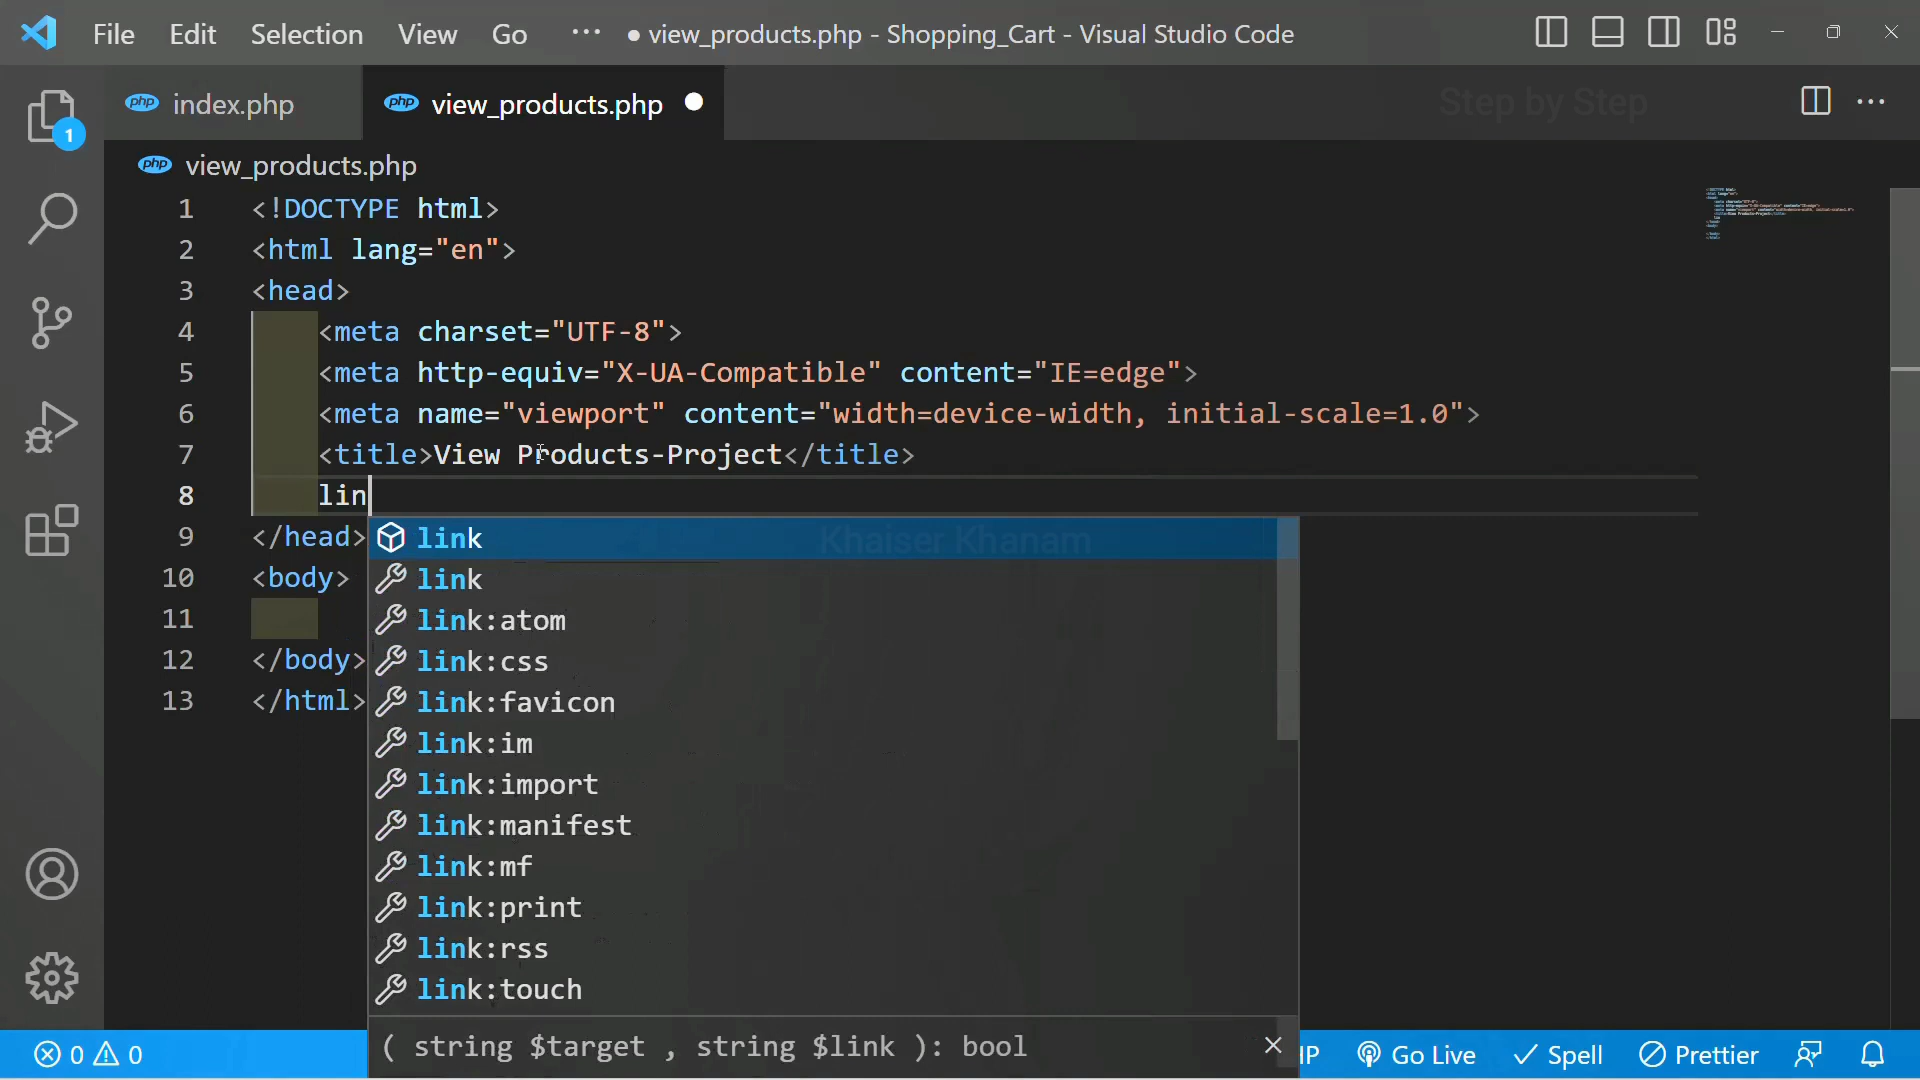 File Edit Selection View Go ··· ● view_products.php - Shopping_Cart - Visual Studio Code
php index.php php view_products.php ●
Step by Step
1
php view_products.php
1 <!DOCTYPE html>
2 <html lang="en">
3 <head>
4 <meta charset="UTF-8">
5 <meta http-equiv="X-UA-Compatible" content="IE=edge">
6 <meta name="viewport" content="width=device-width, initial-scale=1.0">
7 <title>View Products-Project</title>
8 lin
9 </head>
10 <body>
11
12 </body>
13 </html>
link
Khaiser Khanam
link
link:atom
link:css
link:favicon
link:im
link:import
link:manifest
link:mf
link:print
link:rss
link:touch
( string $target , string $link ): bool
0 0 HP Go Live Spell Prettier